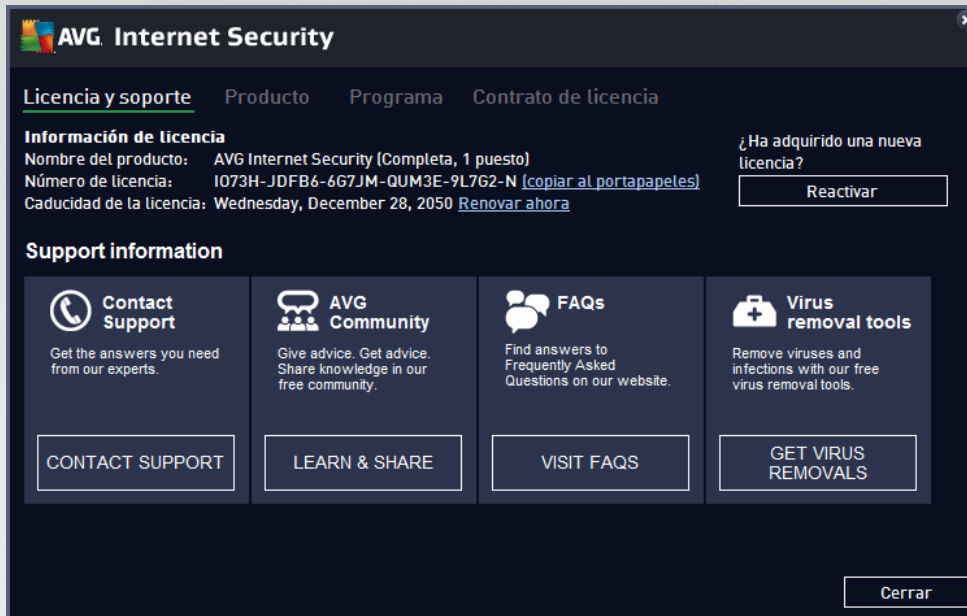 AVG Internet Security
Licencia y soporte Producto Programa Contrato de licencia
Información de licencia
Nombre del producto: AVG Internet Security (Completa, 1 puesto)
Número de licencia: IO73H-JDFB6-6G7JM-QUM3E-9L7G2-N (copiar al portapapeles)
Caducidad de la licencia: Wednesday, December 28, 2050 Renovar ahora
¿Ha adquirido una nueva
licencia?
Reactivar
Support information
Contact
Support
Get the answers you need
from our experts.
CONTACT SUPPORT
AVG
Community
Give advice. Get advice.
Share knowledge in our
free community.
LEARN & SHARE
FAQs
Find answers to
Frequently Asked
Questions on our website.
VISIT FAQS
Virus
removal tools
Remove viruses and
infections with our free
virus removal tools.
GET VIRUS
REMOVALS
Cerrar